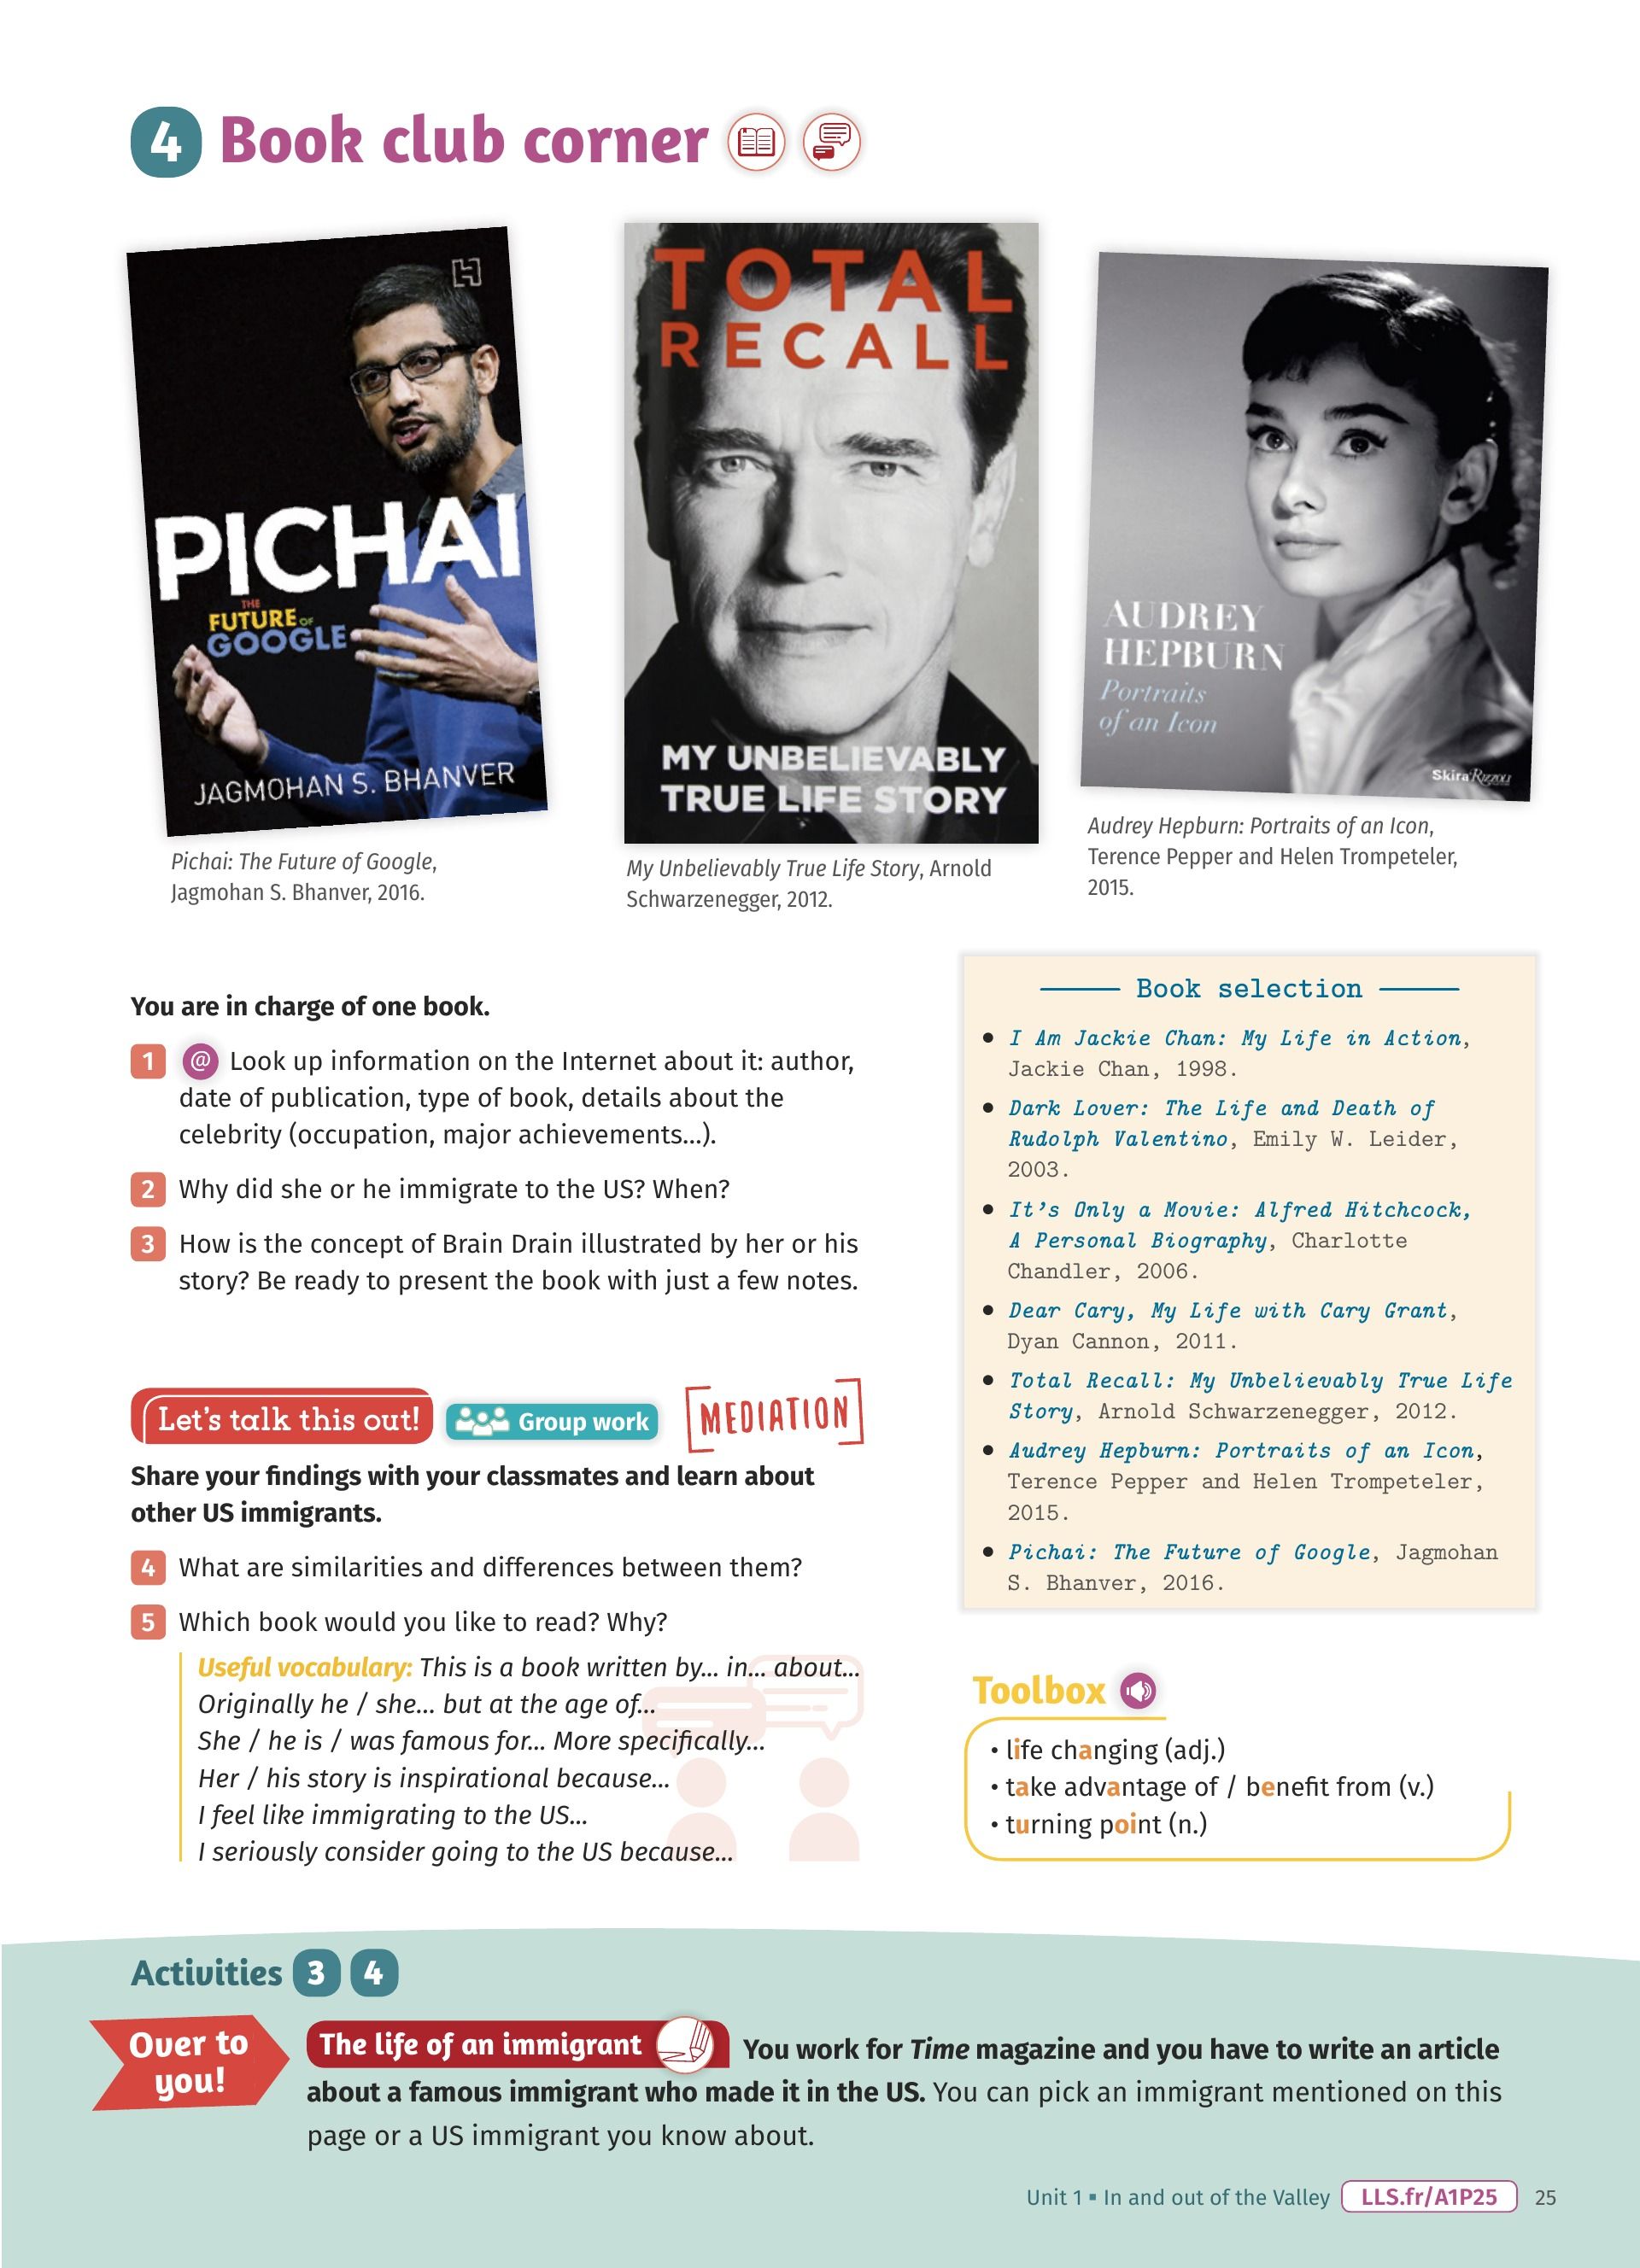 4 Book club corner
PICHAI
THE
FUTURE OF
GOOGLE
JAGMOHAN S. BHANVER
TOTAL
RECALL
MY UNBELIEVABLY
TRUE LIFE STORY
AUDREY
HEPBURN
Portraits
of an Icon
Skira Rizzoli
Pichai: The Future of Google,
Jagmohan S. Bhanver, 2016.
My Unbelievably True Life Story, Arnold
Schwarzenegger, 2012.
Audrey Hepburn: Portraits of an Icon,
Terence Pepper and Helen Trompeteler,
2015.
You are in charge of one book.
1 @ Look up information on the Internet about it: author,
date of publication, type of book, details about the
celebrity (occupation, major achievements...).
2 Why did she or he immigrate to the US? When?
3 How is the concept of Brain Drain illustrated by her or his
story? Be ready to present the book with just a few notes.
Let's talk this out! Group work MEDIATION
Share your findings with your classmates and learn about
other US immigrants.
4 What are similarities and differences between them?
5 Which book would you like to read? Why?
Useful vocabulary: This is a book written by... in... about...
Originally he / she... but at the age of...
She / he is / was famous for... More specifically...
Her / his story is inspirational because...
I feel like immigrating to the US...
I seriously consider going to the US because...
Book selection
• I Am Jackie Chan: My Life in Action,
Jackie Chan, 1998.
• Dark Lover: The Life and Death of
Rudolph Valentino, Emily W. Leider,
2003.
• It's Only a Movie: Alfred Hitchcock,
A Personal Biography, Charlotte
Chandler, 2006.
• Dear Cary, My Life with Cary Grant,
Dyan Cannon, 2011.
• Total Recall: My Unbelievably True Life
Story, Arnold Schwarzenegger, 2012.
• Audrey Hepburn: Portraits of an Icon,
Terence Pepper and Helen Trompeteler,
2015.
• Pichai: The Future of Google, Jagmohan
S. Bhanver, 2016.
Toolbox
• life changing (adj.)
• take advantage of / benefit from (v.)
• turning point (n.)
Activities 3 4
Over to
you!
The life of an immigrant You work for Time magazine and you have to write an article
about a famous immigrant who made it in the US. You can pick an immigrant mentioned on this
page or a US immigrant you know about.
Unit 1 ▪ In and out of the Valley LLS.fr/A1P25 25